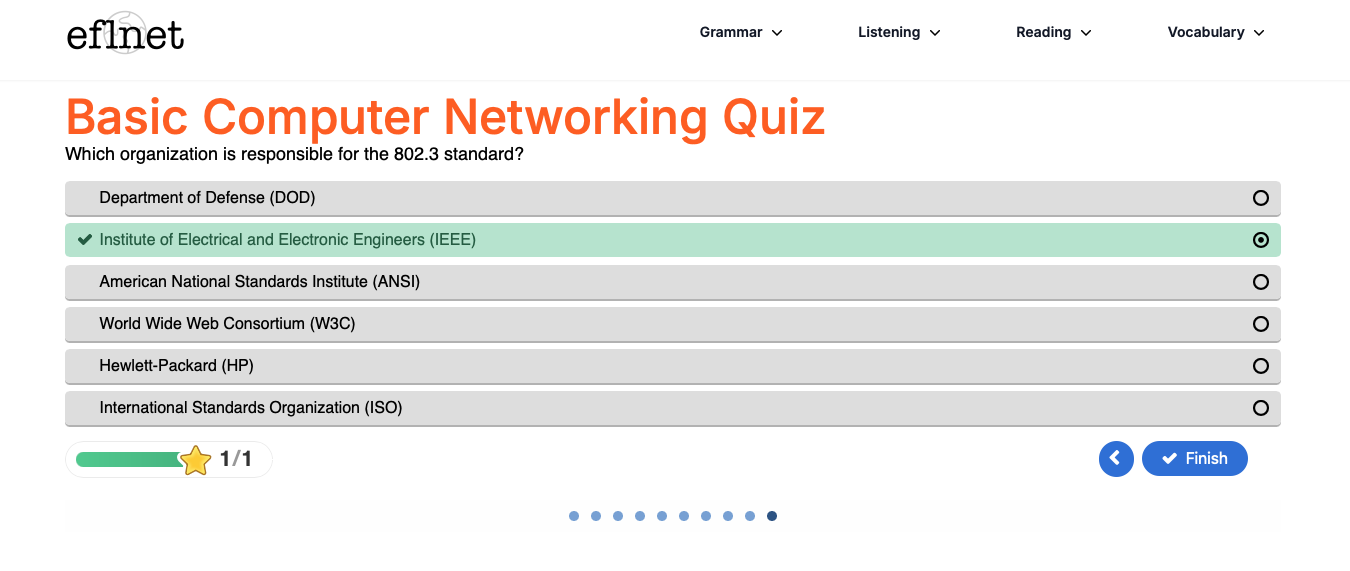 eflnet
Grammar
Listening
Reading
Vocabulary
Basic Computer Networking Quiz
Which organization is responsible for the 802.3 standard?
Department of Defense (DOD)
Institute of Electrical and Electronic Engineers (IEEE)
American National Standards Institute (ANSI)
World Wide Web Consortium (W3C)
Hewlett-Packard (HP)
International Standards Organization (ISO)
1/1
Finish